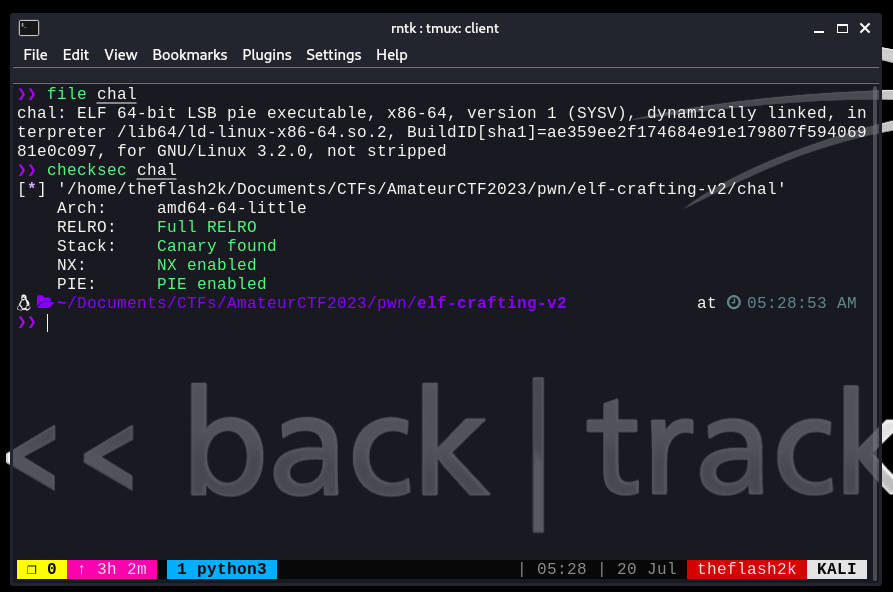 rntk : tmux: client
File Edit View Bookmarks Plugins Settings Help
❯❯ file chal
chal: ELF 64-bit LSB pie executable, x86-64, version 1 (SYSV), dynamically linked, in
terpreter /lib64/ld-linux-x86-64.so.2, BuildID[sha1]=ae359ee2f174684e91e179807f594069
81e0c097, for GNU/Linux 3.2.0, not stripped
❯❯ checksec chal
[*] '/home/theflash2k/Documents/CTFs/AmateurCTF2023/pwn/elf-crafting-v2/chal'
Arch: amd64-64-little
RELRO: Full RELRO
Stack: Canary found
NX: NX enabled
PIE: PIE enabled
~/Documents/CTFs/AmateurCTF2023/pwn/elf-crafting-v2 at 05:28:53 AM
❯❯
<< back | track
❐ 0 ↑ 3h 2m 1 python3 | 05:28 | 20 Jul theflash2k KALI